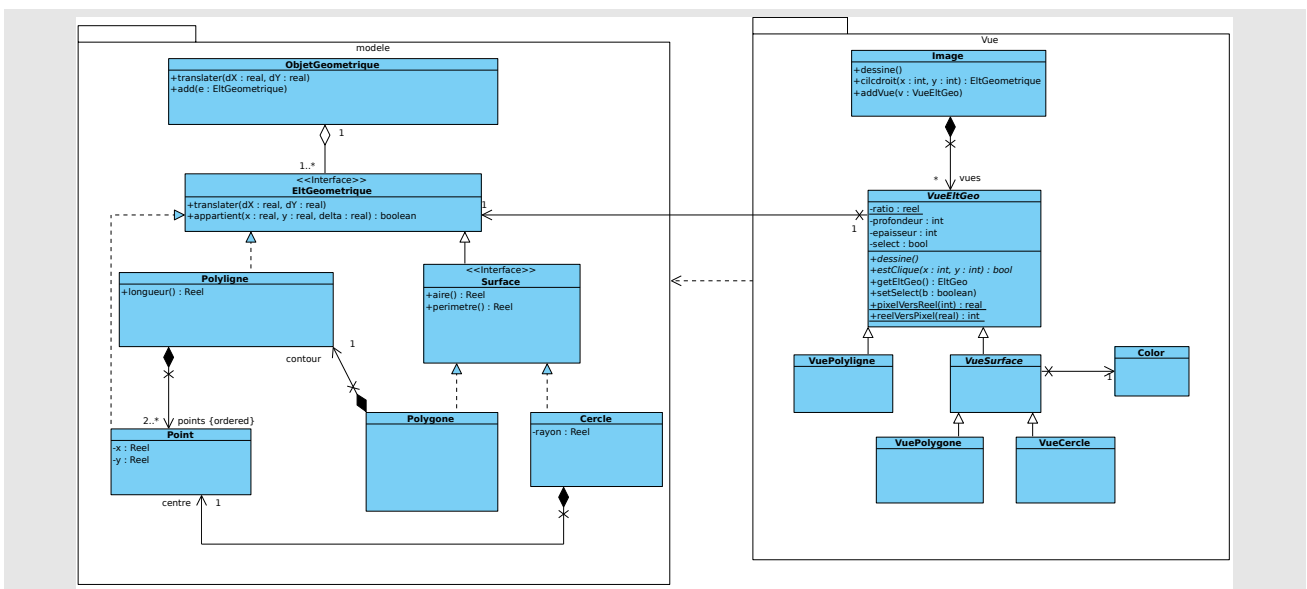 modele
ObjetGeometrique
+translater(dX : real, dY : real)
+add(e : EltGeometrique)
1
1..*
<<Interface>>
EltGeometrique
+translater(dX : real, dY : real)
+appartient(x : real, y : real, delta : real) : boolean
1
Polyligne
+longueur() : Reel
<<Interface>>
Surface
+aire() : Reel
+perimetre() : Reel
contour
1
2..*
points {ordered}
Point
-x : Reel
-y : Reel
Polygone
Cercle
-rayon : Reel
centre
1
Vue
Image
+dessine()
+cilcdroit(x : int, y : int) : EltGeometrique
+addVue(v : VueEltGeo)
*
vues
1
VueEltGeo
-ratio : reel
-profondeur : int
-epaisseur : int
-select : bool
+dessine()
+estClique(x : int, y : int) : bool
+getEltGeo() : EltGeo
+setSelect(b : boolean)
+pixelVersReel(int) : real
+reelVersPixel(real) : int
VuePolyligne
VueSurface
1
Color
VuePolygone
VueCercle